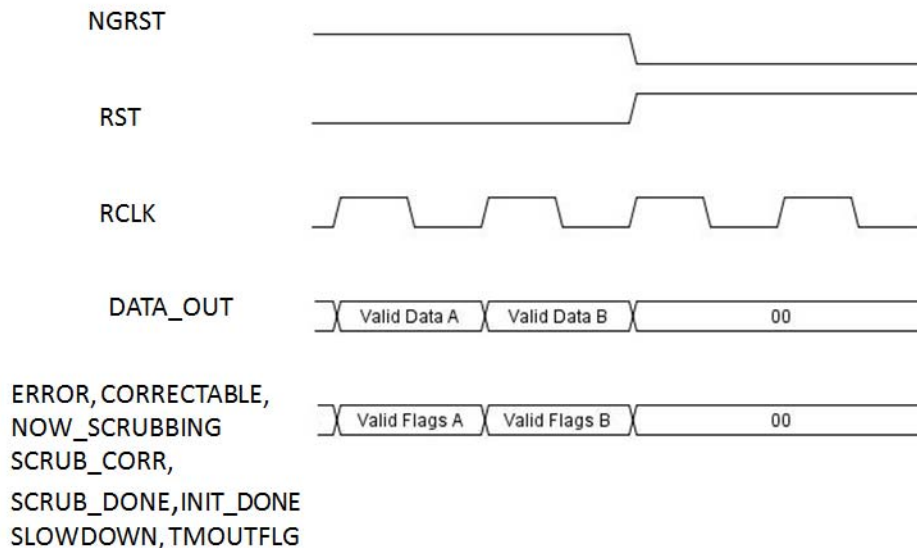 NGRST
RST
RCLK
DATA_OUT
Valid Data A
Valid Data B
00
ERROR, CORRECTABLE,
NOW_SCRUBBING
SCRUB_CORR,
SCRUB_DONE,INIT_DONE
SLOWDOWN, TMOUTFLG
Valid Flags A
Valid Flags B
00